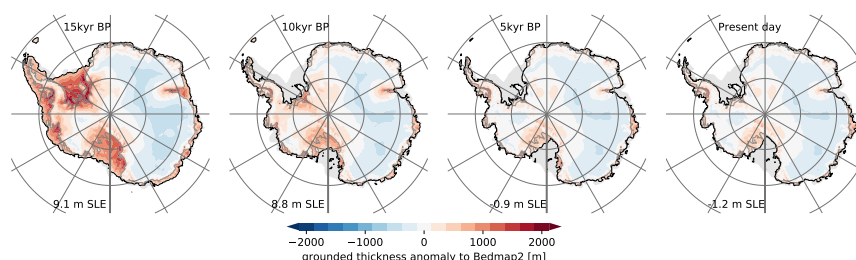 15kyr BP
10kyr BP
5kyr BP
Present day
9.1 m SLE
8.8 m SLE
-0.9 m SLE
-1.2 m SLE
−2000 −1000 0 1000 2000
grounded thickness anomaly to Bedmap2 [m]